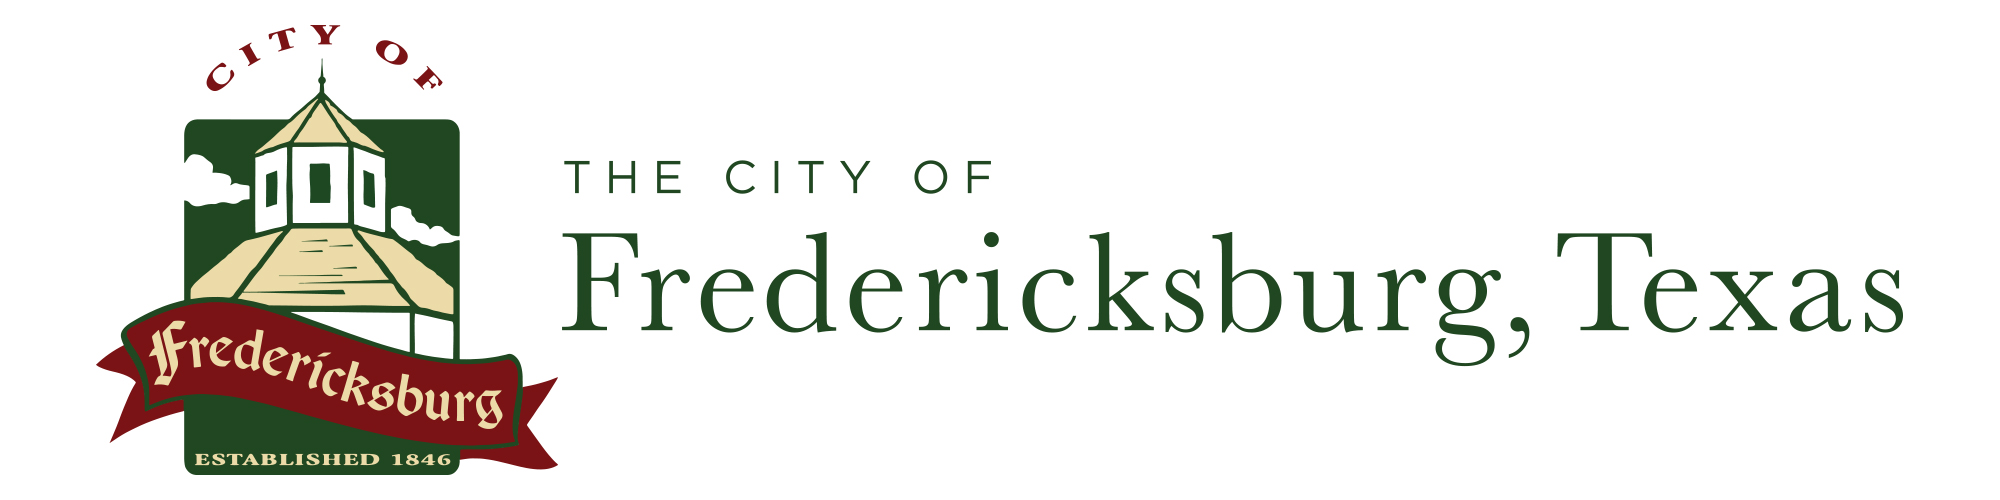 CITY OF
Fredericksburg
ESTABLISHED 1846
THE CITY OF
Fredericksburg, Texas